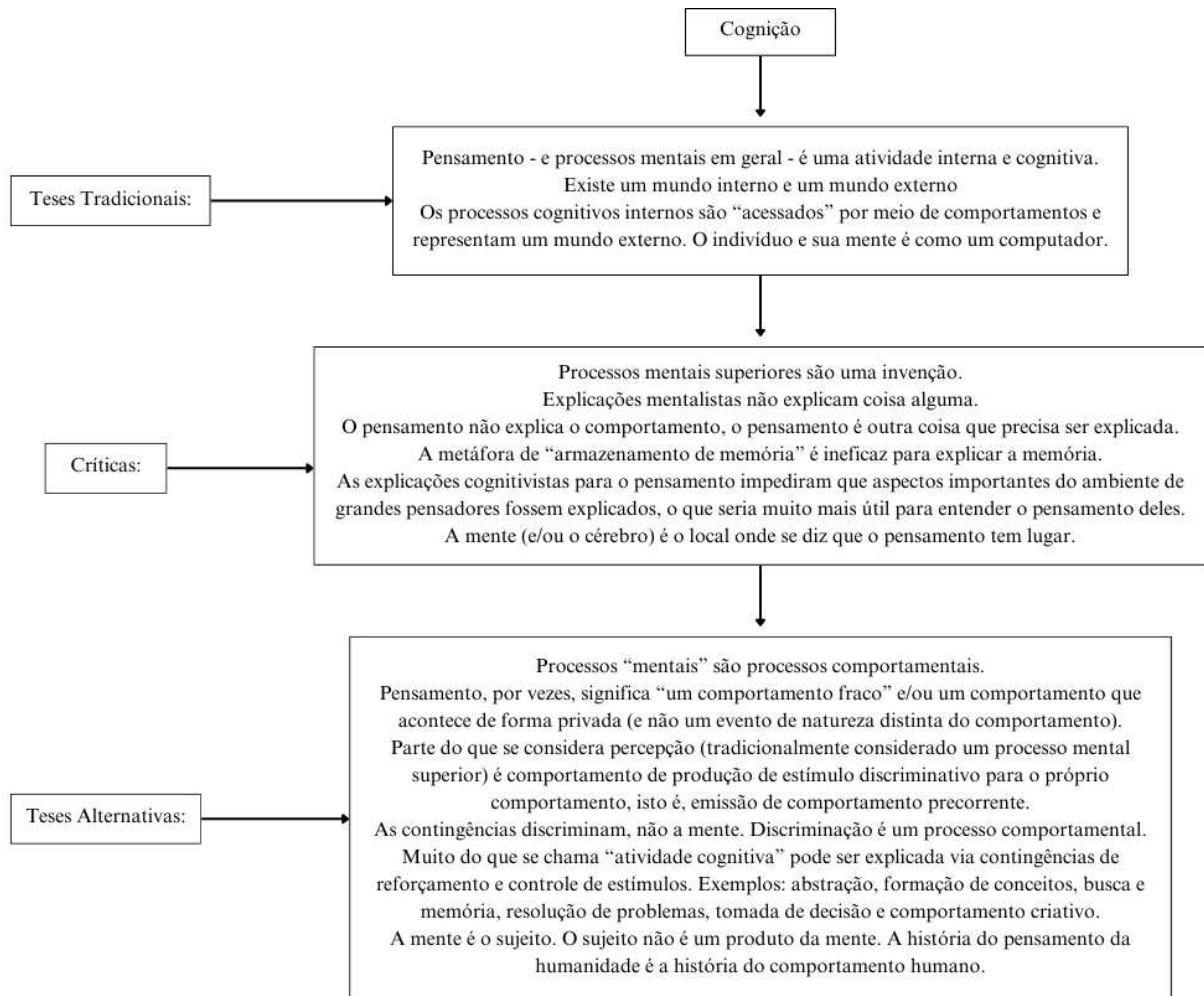 Cognição
Teses Tradicionais:
Pensamento - e processos mentais em geral - é uma atividade interna e cognitiva.
Existe um mundo interno e um mundo externo
Os processos cognitivos internos são “acessados” por meio de comportamentos e
representam um mundo externo. O indivíduo e sua mente é como um computador.
Críticas:
Processos mentais superiores são uma invenção.
Explicações mentalistas não explicam coisa alguma.
O pensamento não explica o comportamento, o pensamento é outra coisa que precisa ser explicada.
A metáfora de “armazenamento de memória” é ineficaz para explicar a memória.
As explicações cognitivistas para o pensamento impediram que aspectos importantes do ambiente de
grandes pensadores fossem explicados, o que seria muito mais útil para entender o pensamento deles.
A mente (e/ou o cérebro) é o local onde se diz que o pensamento tem lugar.
Teses Alternativas:
Processos “mentais” são processos comportamentais.
Pensamento, por vezes, significa “um comportamento fraco” e/ou um comportamento que
acontece de forma privada (e não um evento de natureza distinta do comportamento).
Parte do que se considera percepção (tradicionalmente considerado um processo mental
superior) é comportamento de produção de estímulo discriminativo para o próprio
comportamento, isto é, emissão de comportamento precorrente.
As contingências discriminam, não a mente. Discriminação é um processo comportamental.
Muito do que se chama “atividade cognitiva” pode ser explicada via contingências de
reforçamento e controle de estímulos. Exemplos: abstração, formação de conceitos, busca e
memória, resolução de problemas, tomada de decisão e comportamento criativo.
A mente é o sujeito. O sujeito não é um produto da mente. A história do pensamento da
humanidade é a história do comportamento humano.